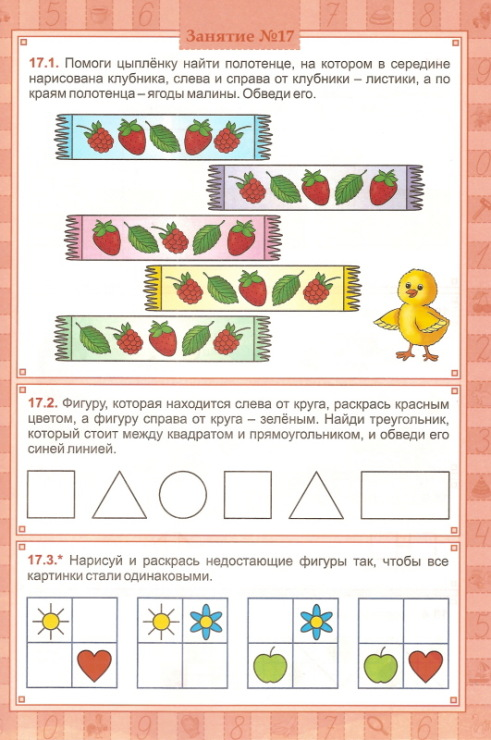 Занятие №17
17.1. Помоги цыплёнку найти полотенце, на котором в середине
нарисована клубника, слева и справа от клубники – листики, а по
краям полотенца – ягоды малины. Обведи его.
17.2. Фигуру, которая находится слева от круга, раскрась красным
цветом, а фигуру справа от круга – зелёным. Найди треугольник,
который стоит между квадратом и прямоугольником, и обведи его
синей линией.
17.3.* Нарисуй и раскрась недостающие фигуры так, чтобы все
картинки стали одинаковыми.